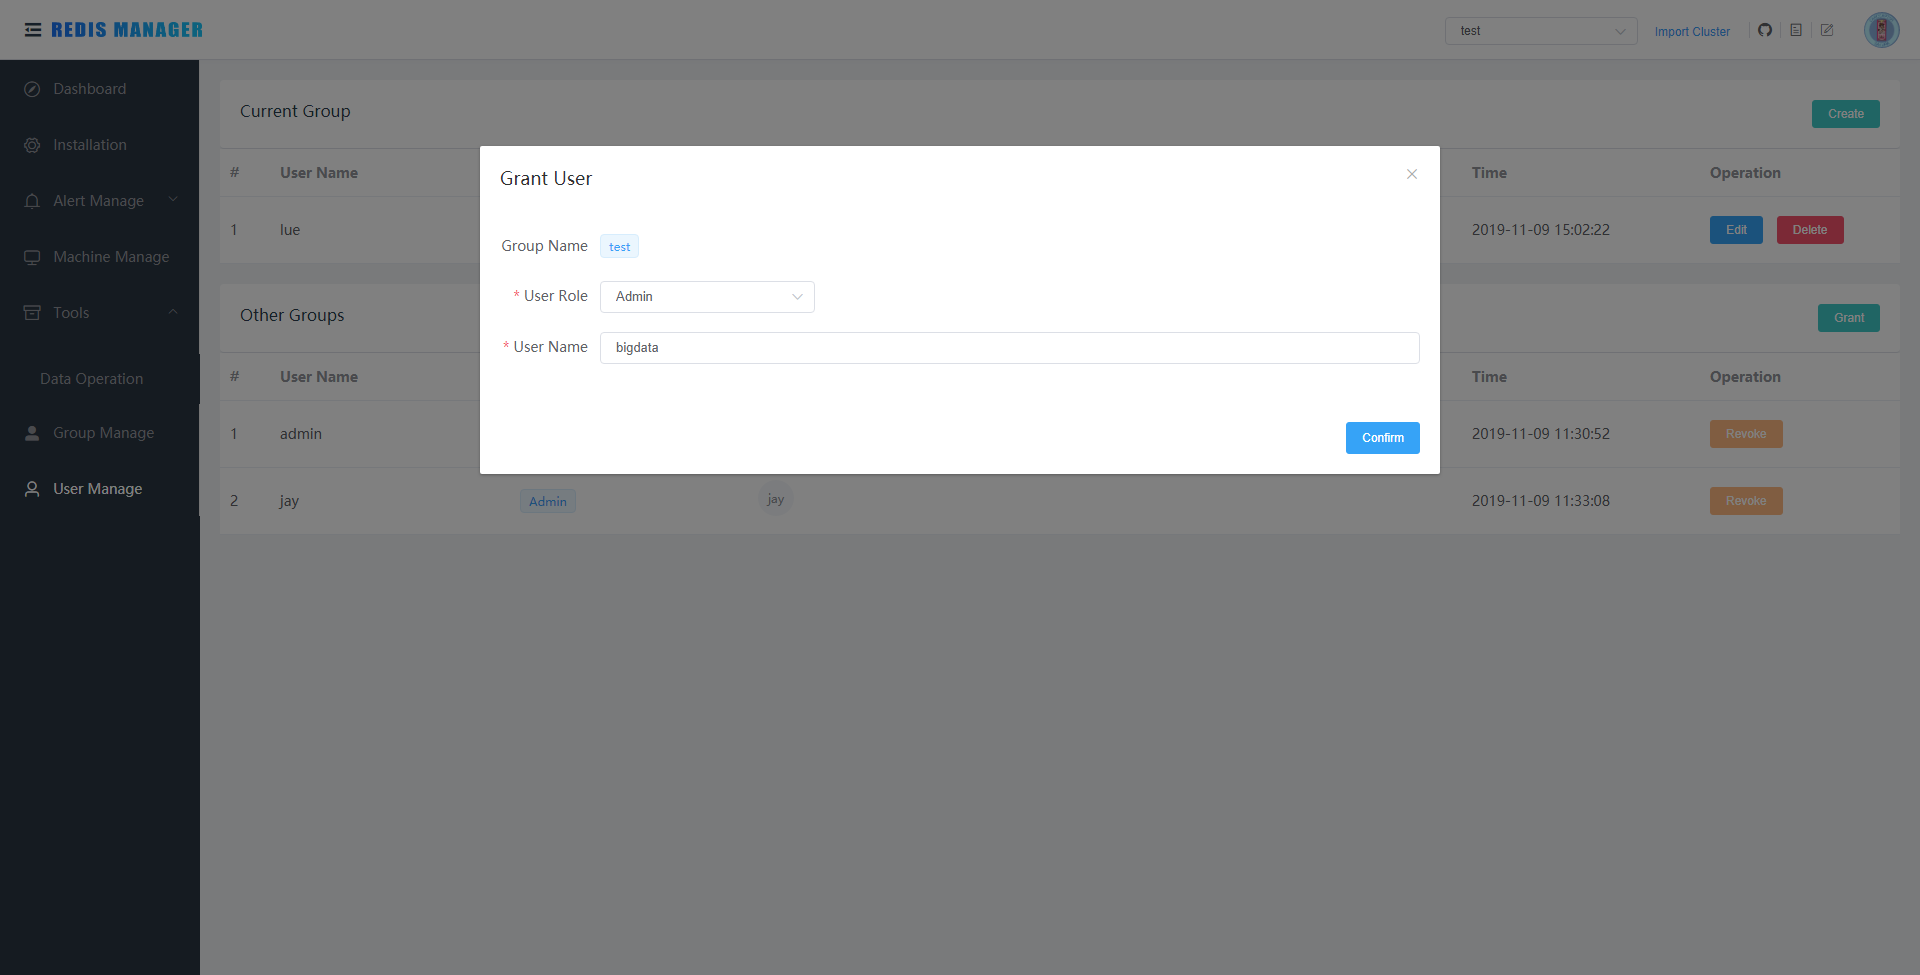 REDIS MANAGER
test
Import Cluster
Dashboard
Installation
Alert Manage
Machine Manage
Tools
Data Operation
Group Manage
User Manage
Current Group
Create
# User Name Time Operation
1 lue 2019-11-09 15:02:22 Edit Delete
Other Groups
Grant
# User Name Time Operation
1 admin 2019-11-09 11:30:52 Revoke
2 jay Admin jay 2019-11-09 11:33:08 Revoke
Grant User
Group Name test
* User Role Admin
* User Name bigdata
Confirm